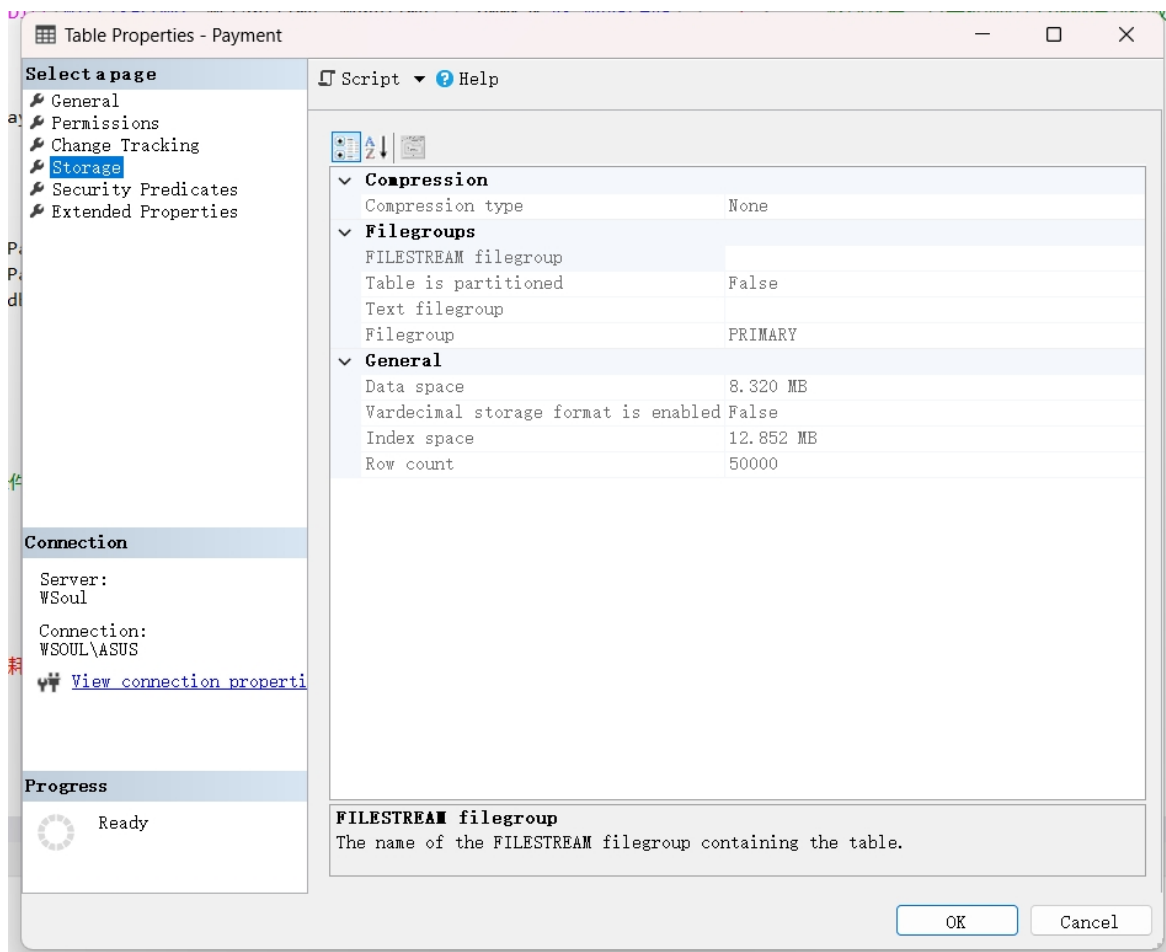 Table Properties - Payment
Select a page
General
Permissions
Change Tracking
Storage
Security Predicates
Extended Properties
Script
Help
Compression
Compression type None
Filegroups
FILESTREAM filegroup
Table is partitioned False
Text filegroup
Filegroup PRIMARY
General
Data space 8.320 MB
Vardecimal storage format is enabled False
Index space 12.852 MB
Row count 50000
Connection
Server:
WSoul
Connection:
WSOUL\ASUS
View connection properti
Progress
Ready
FILESTREAM filegroup
The name of the FILESTREAM filegroup containing the table.
OK
Cancel